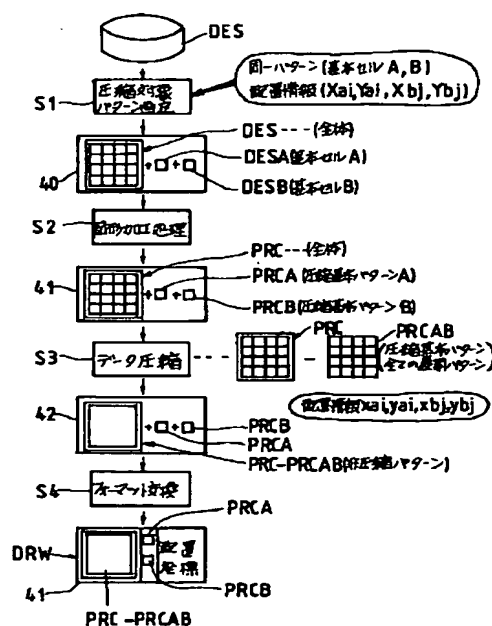 DES
同一パターン(基本セルA,B)
配置情報(Xai,Yai,Xbj,Ybj)
S1
圧縮対象
パターン
DES---(全体)
DESA(基本セルA)
DESB(基本セルB)
40
S2
図形加工処理
PRC---(全体)
PRCA(圧縮基本パターンA)
PRCB(圧縮基本パターンB)
41
S3
データ圧縮
PRC
PRCAB
(圧縮基本パターン)
(全ての展開パターン)
配置情報xai,yai,xbj,ybj
42
PRCB
PRCA
PRC-PRCAB(非圧縮パターン)
S4
フォーマット変換
PRCA
DRW
配置
座標
PRCB
41
PRC-PRCAB